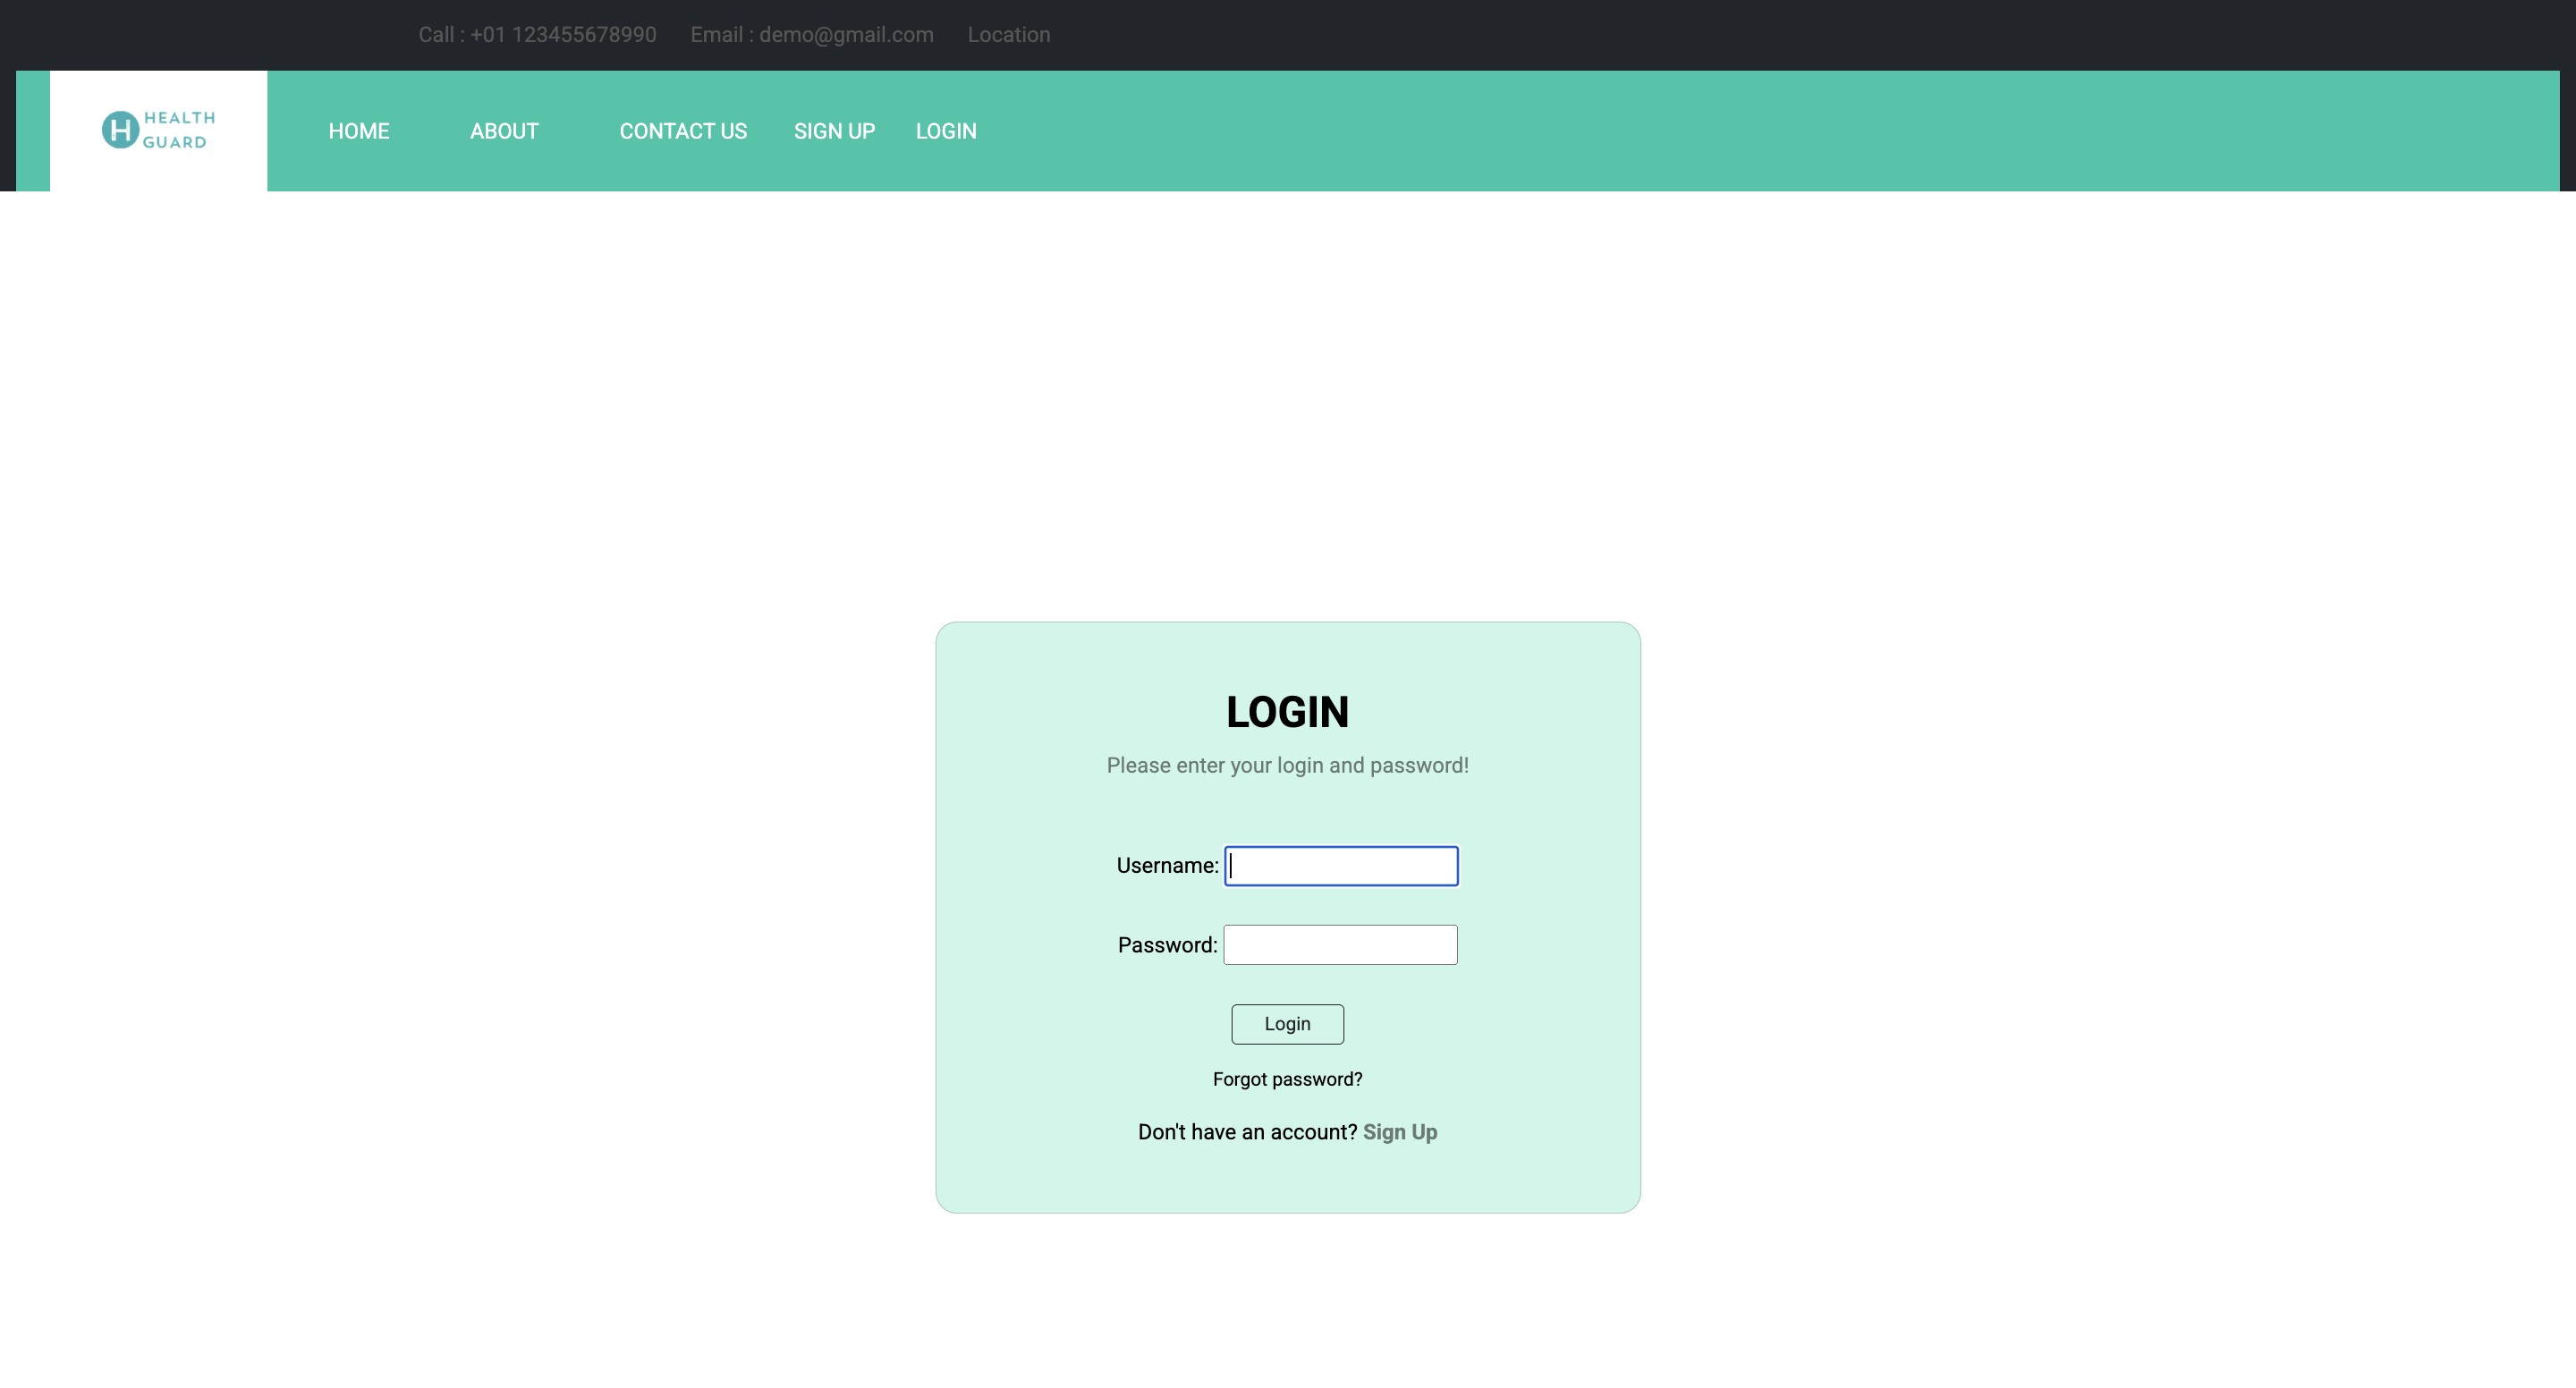 Call : +01 123455678990 Email : demo@gmail.com Location
HEALTH
GUARD
HOME ABOUT CONTACT US SIGN UP LOGIN
LOGIN
Please enter your login and password!
Username:
Password:
Login
Forgot password?
Don't have an account? Sign Up